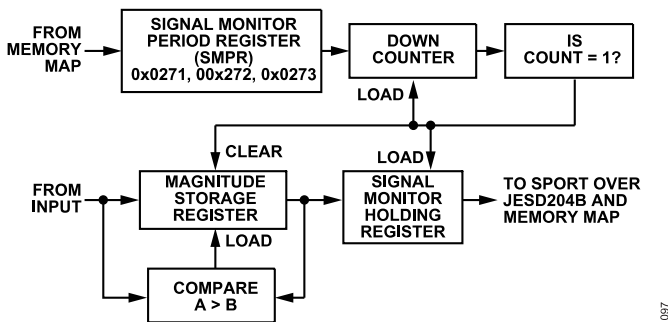 FROM
MEMORY
MAP
SIGNAL MONITOR
PERIOD REGISTER
(SMPR)
0x0271, 00x272, 0x0273
DOWN
COUNTER
IS
COUNT = 1?
LOAD
CLEAR
LOAD
FROM
INPUT
MAGNITUDE
STORAGE
REGISTER
SIGNAL
MONITOR
HOLDING
REGISTER
TO SPORT OVER
JESD204B AND
MEMORY MAP
LOAD
COMPARE
A > B
097